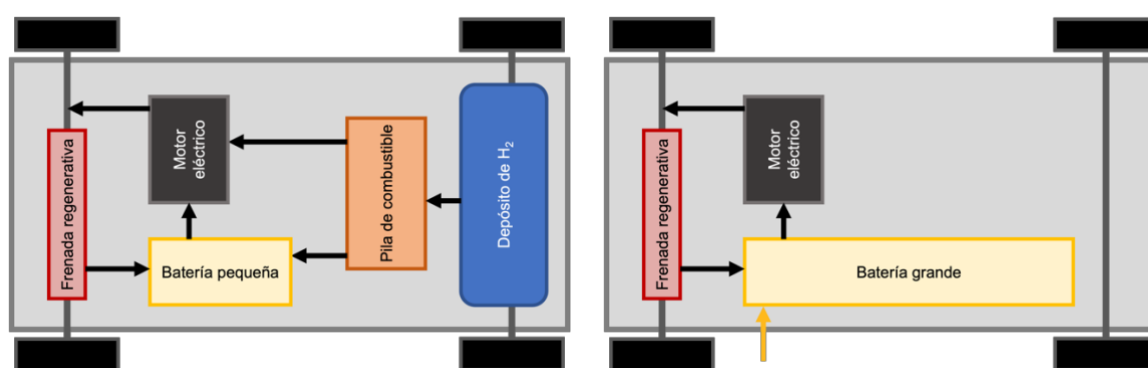 Frenada regenerativa
Motor
eléctrico
Batería pequeña
Pila de combustible
Depósito de H₂
Frenada regenerativa
Motor
eléctrico
Batería grande